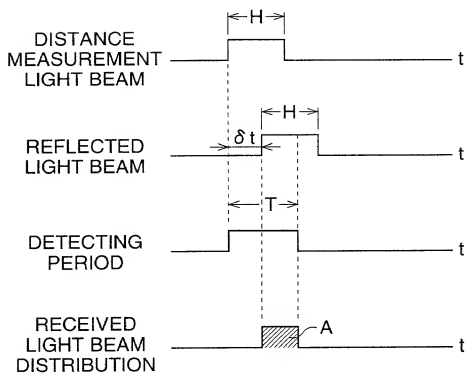 H
DISTANCE
MEASUREMENT
LIGHT BEAM
t
H
δt
REFLECTED
LIGHT BEAM
t
T
DETECTING
PERIOD
t
A
RECEIVED
LIGHT BEAM
DISTRIBUTION
t